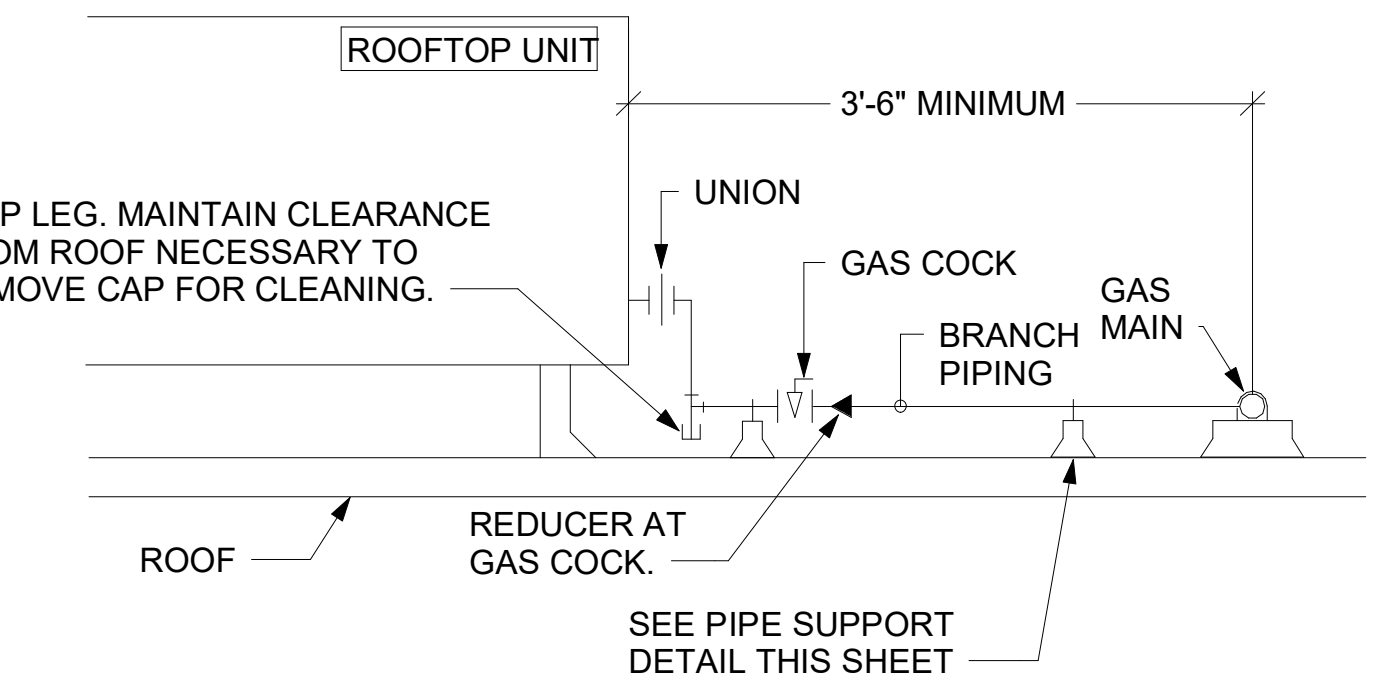 ROOFTOP UNIT
3'-6" MINIMUM
UNION
P LEG. MAINTAIN CLEARANCE
OM ROOF NECESSARY TO
MOVE CAP FOR CLEANING.
GAS COCK
GAS
MAIN
BRANCH
PIPING
REDUCER AT
GAS COCK.
ROOF
SEE PIPE SUPPORT
DETAIL THIS SHEET